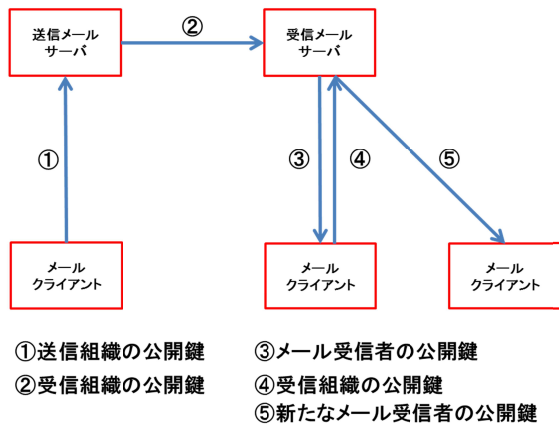 送信メール
サーバ
②
受信メール
サーバ
①
③
④
⑤
メール
クライアント
メール
クライアント
メール
クライアント
①送信組織の公開鍵
②受信組織の公開鍵
③メール受信者の公開鍵
④受信組織の公開鍵
⑤新たなメール受信者の公開鍵